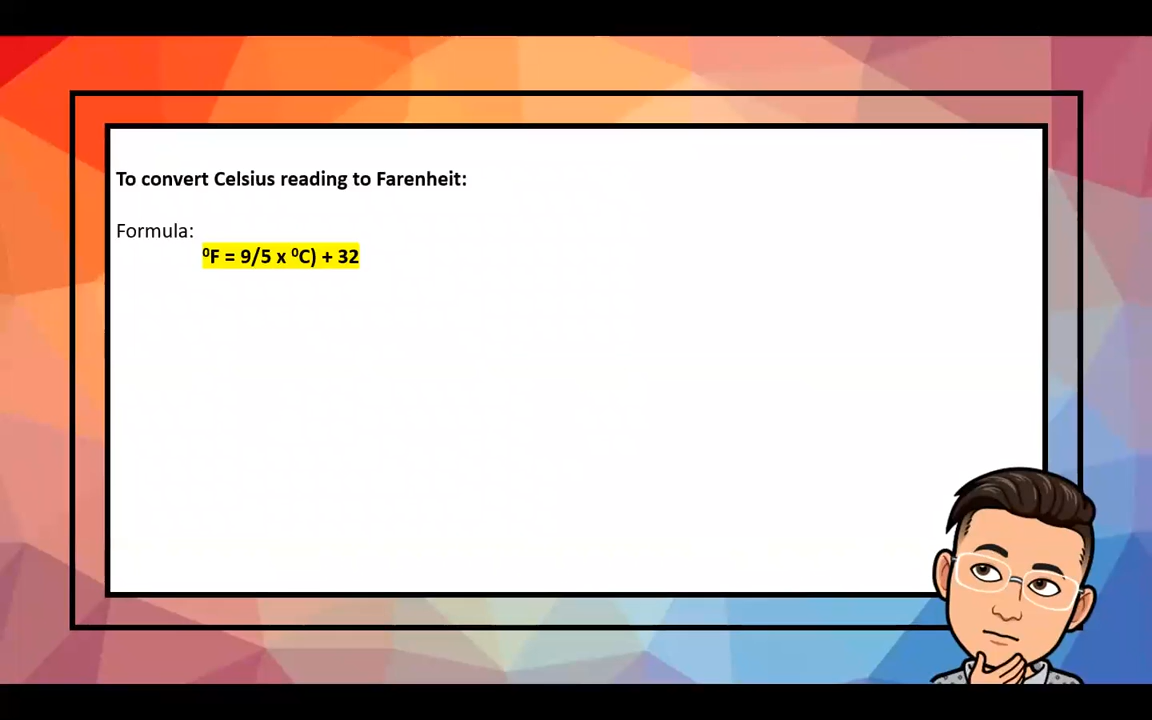 To convert Celsius reading to Farenheit:
Formula:
⁰F = 9/5 x ⁰C) + 32